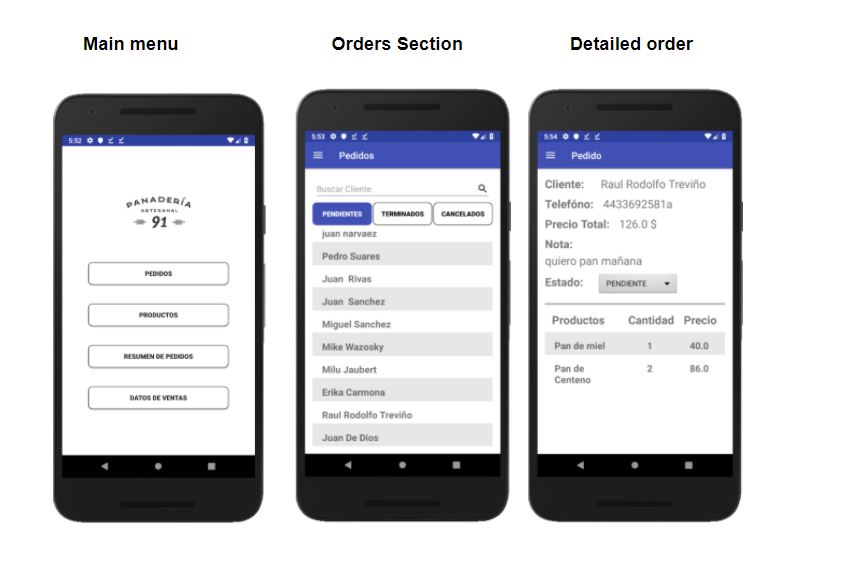 Main menu
Orders Section
Detailed order
5:52
PANADERÍA
ARTESANAL
91
PEDIDOS
PRODUCTOS
RESUMEN DE PEDIDOS
DATOS DE VENTAS
5:53
Pedidos
Buscar Cliente
PENDIENTES TERMINADOS CANCELADOS
juan narvaez
Pedro Suares
Juan Rivas
Juan Sanchez
Miguel Sanchez
Mike Wazosky
Milu Jaubert
Erika Carmona
Raul Rodolfo Treviño
Juan De Dios
5:54
Pedido
Cliente: Raul Rodolfo Treviño
Telefóno: 4433692581a
Precio Total: 126.0 $
Nota:
quiero pan mañana
Estado: PENDIENTE
Productos Cantidad Precio
Pan de miel 1 40.0
Pan de 2 86.0
Centeno